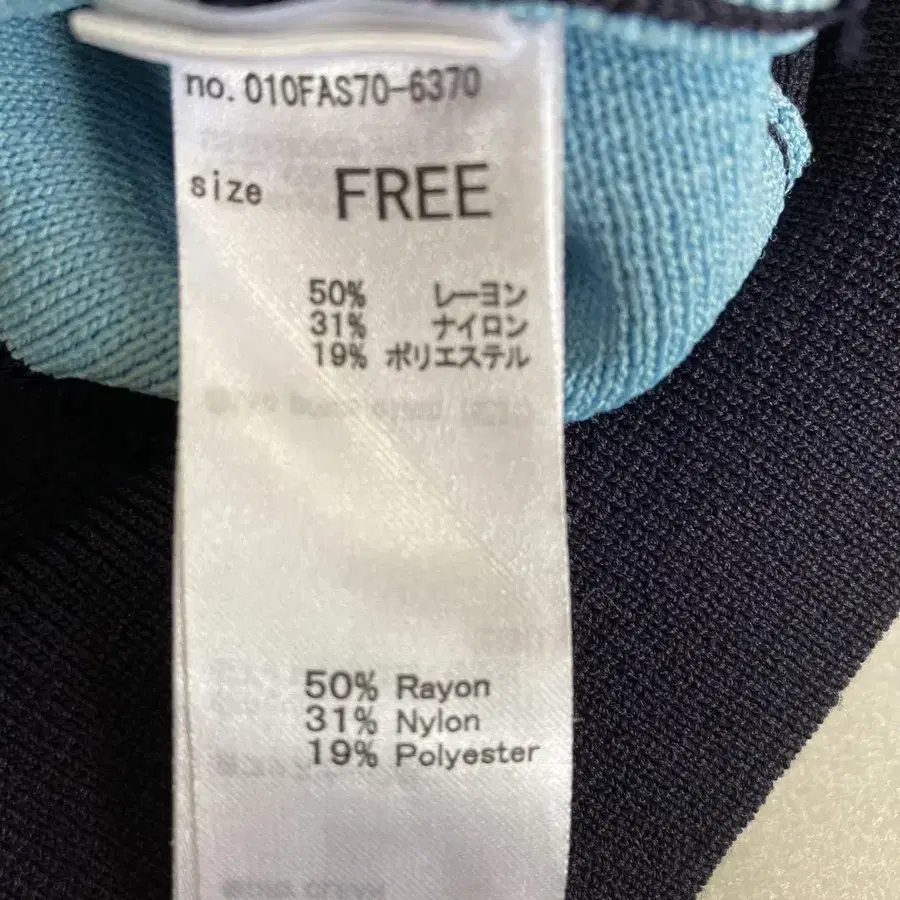 no. 010FAS70-6370
size FREE
50% レーヨン
31% ナイロン
19% ポリエステル
50% Rayon
31% Nylon
19% Polyester